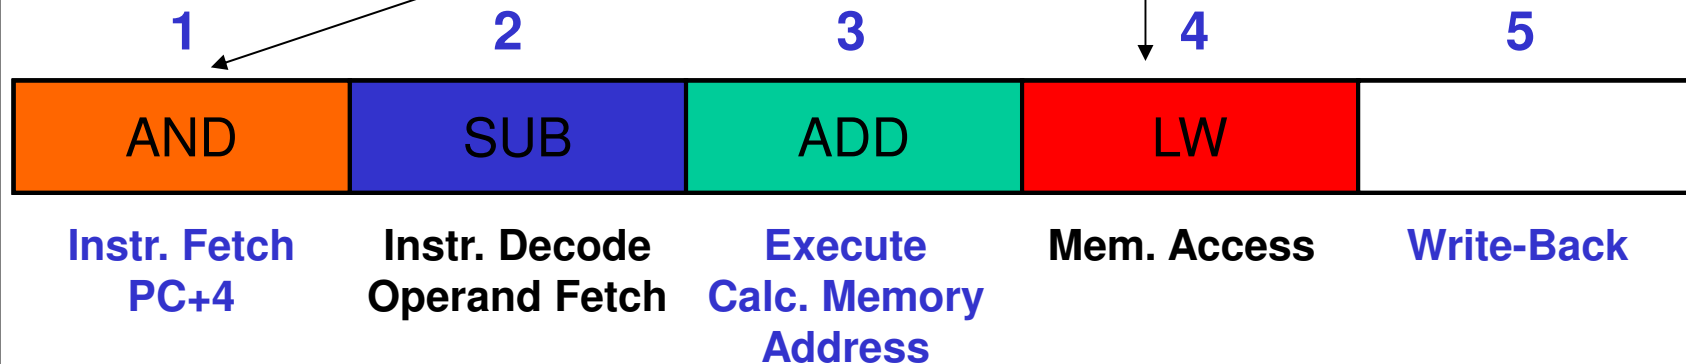 1 2 3 4 5
AND SUB ADD LW
Instr. Fetch Instr. Decode Execute Mem. Access Write-Back
PC+4 Operand Fetch Calc. Memory
Address